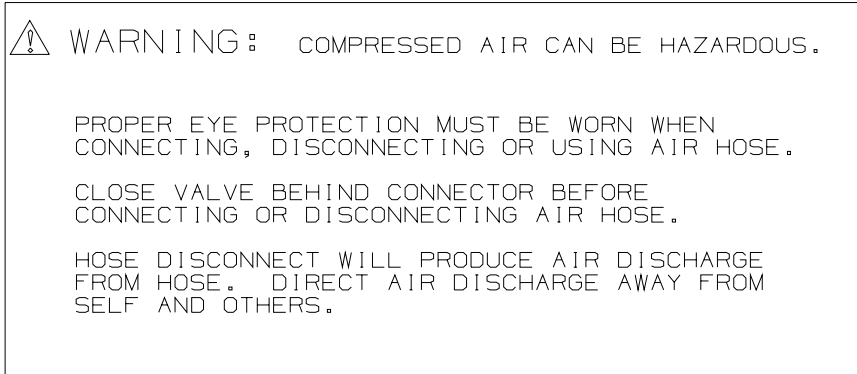 WARNING: COMPRESSED AIR CAN BE HAZARDOUS.
PROPER EYE PROTECTION MUST BE WORN WHEN
CONNECTING, DISCONNECTING OR USING AIR HOSE.
CLOSE VALVE BEHIND CONNECTOR BEFORE
CONNECTING OR DISCONNECTING AIR HOSE.
HOSE DISCONNECT WILL PRODUCE AIR DISCHARGE
FROM HOSE. DIRECT AIR DISCHARGE AWAY FROM
SELF AND OTHERS.